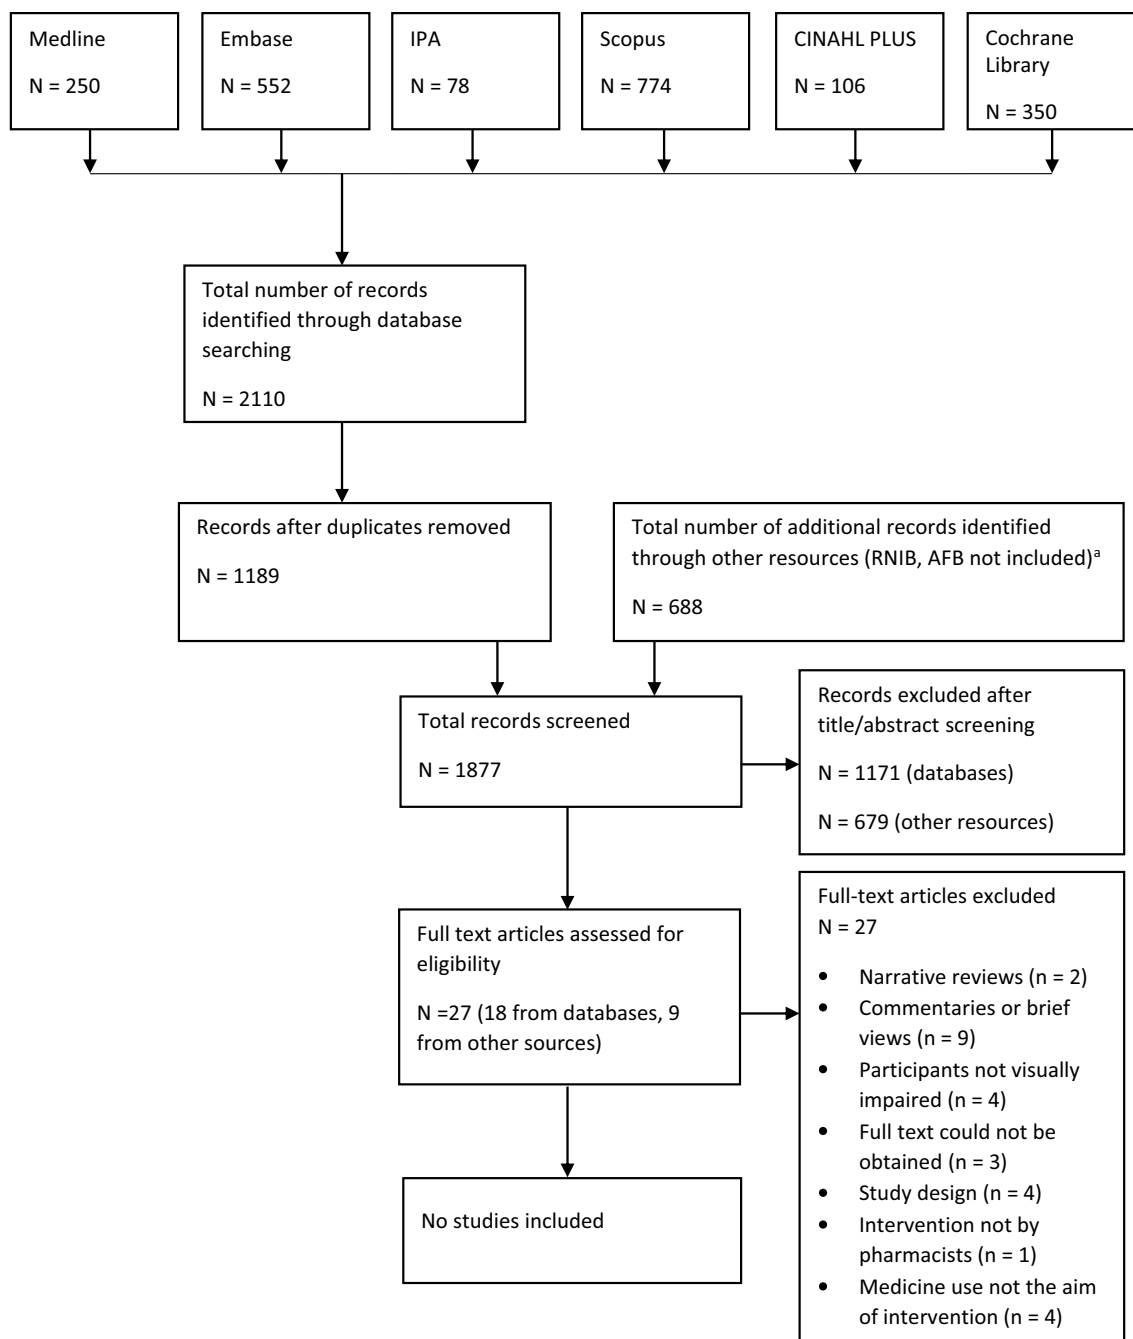 Medline
N = 250
Embase
N = 552
IPA
N = 78
Scopus
N = 774
CINAHL PLUS
N = 106
Cochrane
Library
N = 350
Total number of records
identified through database
searching
N = 2110
Records after duplicates removed
N = 1189
Total number of additional records identified
through other resources (RNIB, AFB not included)ᵃ
N = 688
Total records screened
N = 1877
Records excluded after
title/abstract screening
N = 1171 (databases)
N = 679 (other resources)
Full text articles assessed for
eligibility
N =27 (18 from databases, 9
from other sources)
Full-text articles excluded
N = 27
• Narrative reviews (n = 2)
• Commentaries or brief
views (n = 9)
• Participants not visually
impaired (n = 4)
• Full text could not be
obtained (n = 3)
• Study design (n = 4)
• Intervention not by
pharmacists (n = 1)
• Medicine use not the aim
of intervention (n = 4)
No studies included